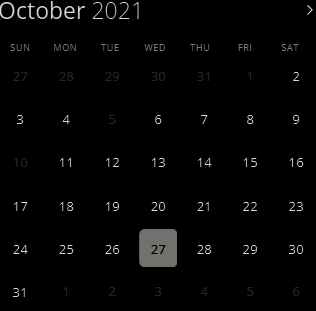 October 2021
SUN MON TUE WED THU FRI SAT
27 28 29 30 31 1 2
3 4 5 6 7 8 9
10 11 12 13 14 15 16
17 18 19 20 21 22 23
24 25 26 27 28 29 30
31 1 2 3 4 5 6